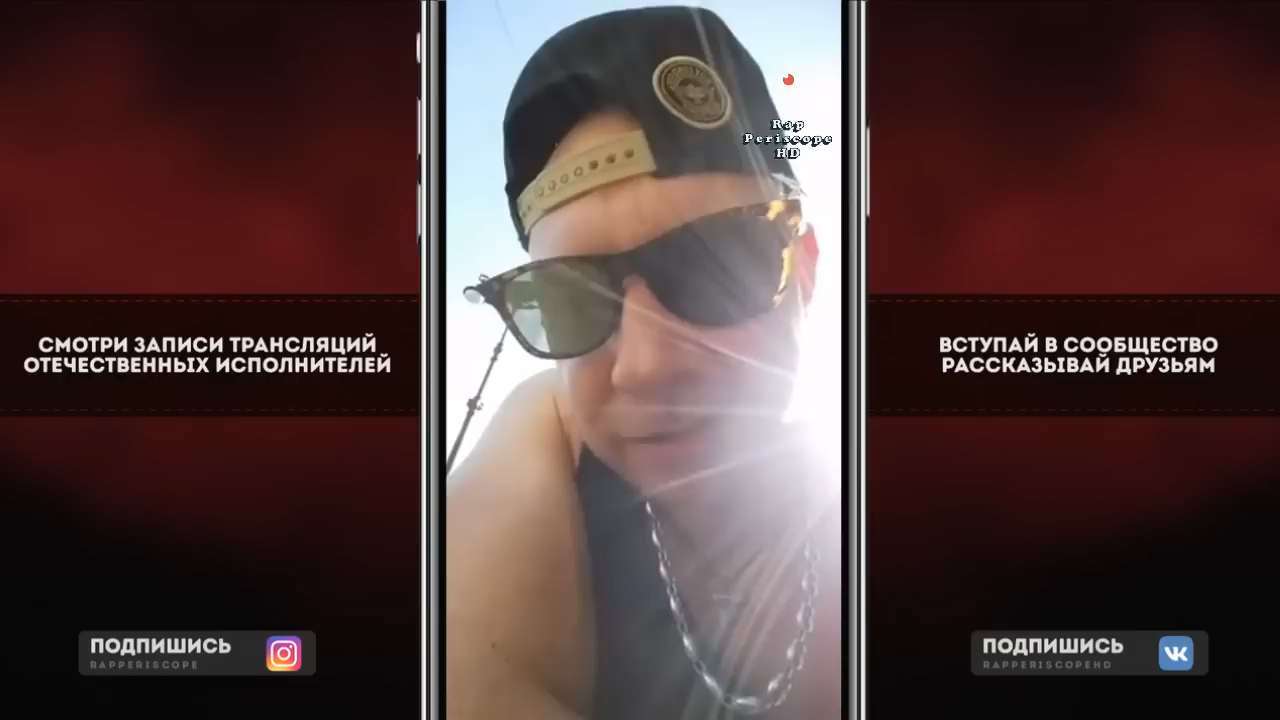 Rap
Periscope
HD
СМОТРИ ЗАПИСИ ТРАНСЛЯЦИЙ
ОТЕЧЕСТВЕННЫХ ИСПОЛНИТЕЛЕЙ
ВСТУПАЙ В СООБЩЕСТВО
РАССКАЗЫВАЙ ДРУЗЬЯМ
ПОДПИШИСЬ
RAPPERISCOPE
ПОДПИШИСЬ
RAPPERISCOPEHD